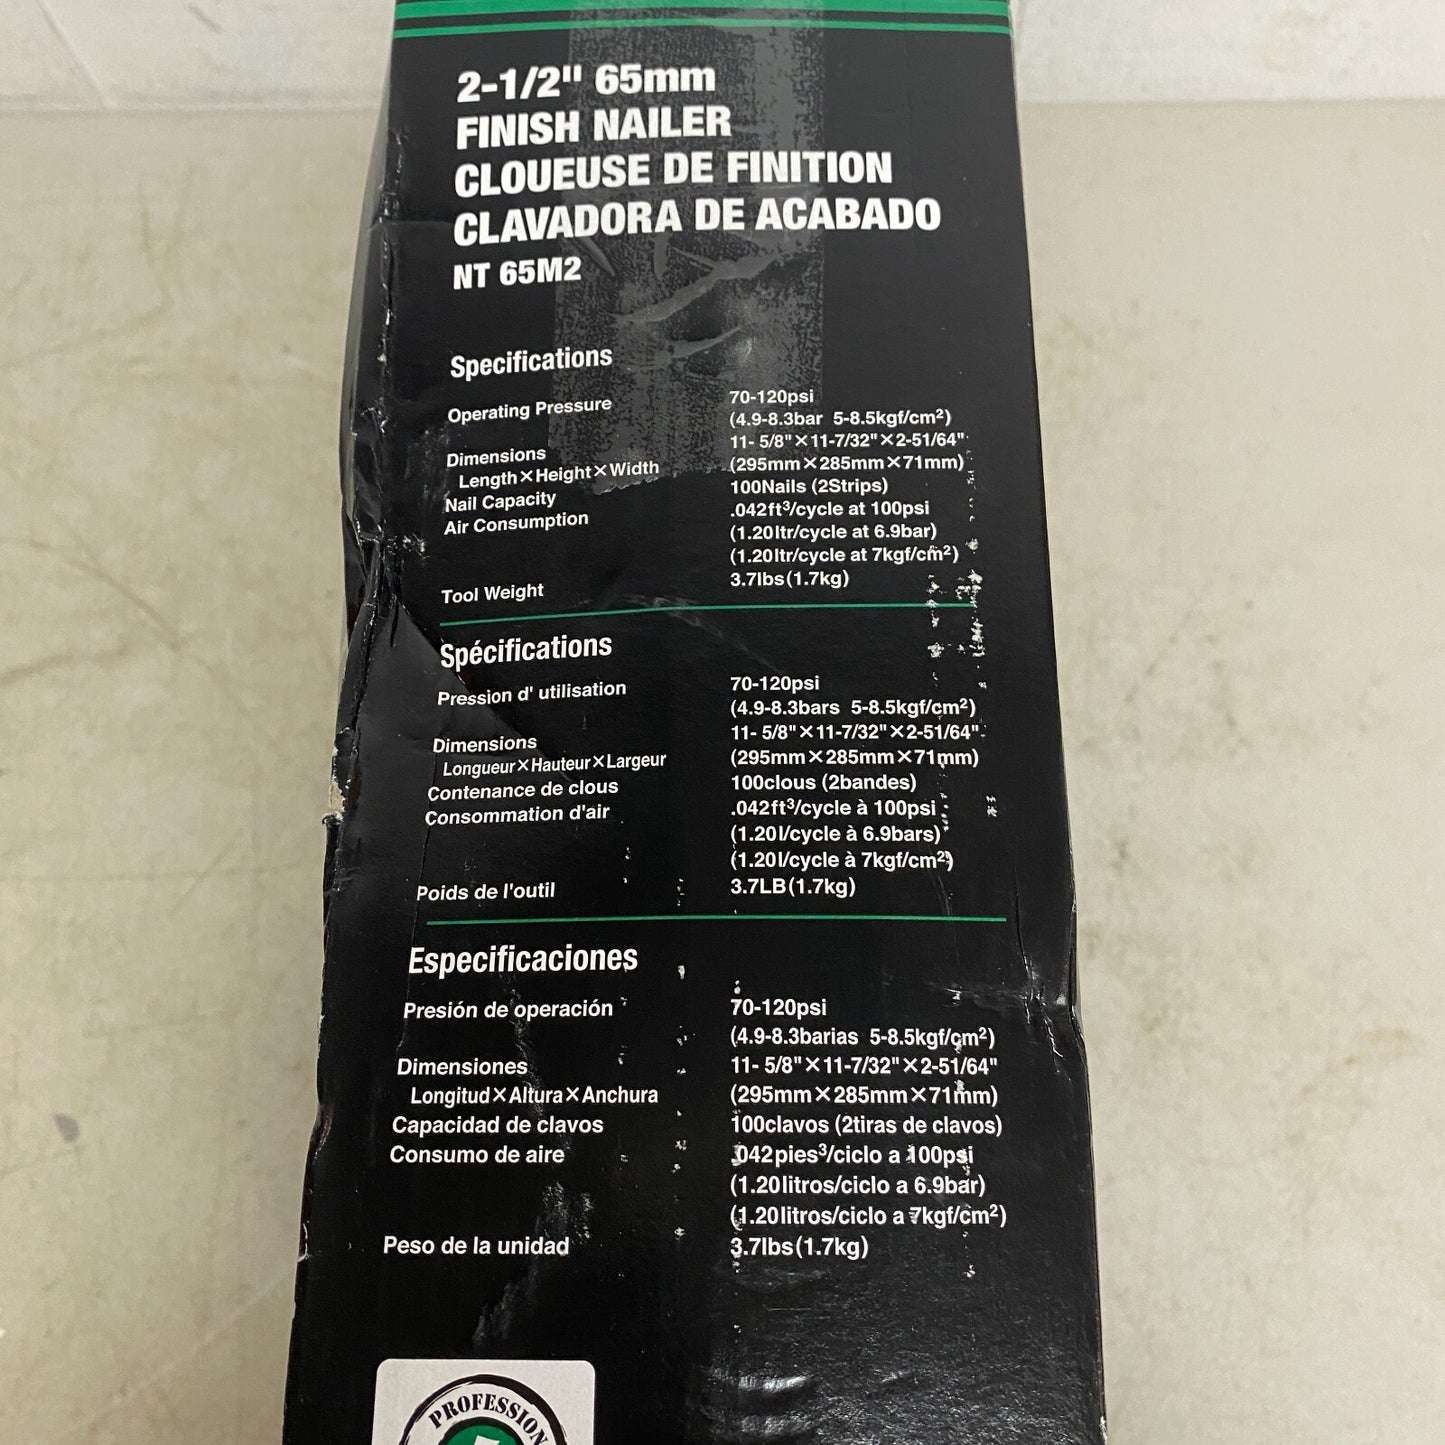 2-1/2" 65mm
FINISH NAILER
CLOUEUSE DE FINITION
CLAVADORA DE ACABADO
NT 65M2
Specifications
Operating Pressure 70-120psi
(4.9-8.3bar 5-8.5kgf/cm²)
Dimensions 11- 5/8"×11-7/32"×2-51/64"
Length×Height×Width (295mm×285mm×71mm)
Nail Capacity 100Nails (2Strips)
Air Consumption .042ft³/cycle at 100psi
(1.20ltr/cycle at 6.9bar)
(1.20ltr/cycle at 7kgf/cm²)
Tool Weight 3.7lbs(1.7kg)
Spécifications
Pression d' utilisation 70-120psi
(4.9-8.3bars 5-8.5kgf/cm²)
Dimensions 11- 5/8"×11-7/32"×2-51/64"
Longueur×Hauteur×Largeur (295mm×285mm×71mm)
Contenance de clous 100clous (2bandes)
Consommation d'air .042ft³/cycle à 100psi
(1.20l/cycle à 6.9bars)
(1.20l/cycle à 7kgf/cm²)
Poids de l'outil 3.7LB(1.7kg)
Especificaciones
Presión de operación 70-120psi
(4.9-8.3barias 5-8.5kgf/cm²)
Dimensiones 11- 5/8"×11-7/32"×2-51/64"
Longitud×Altura×Anchura (295mm×285mm×71mm)
Capacidad de clavos 100clavos (2tiras de clavos)
Consumo de aire .042pies³/ciclo a 100psi
(1.20litros/ciclo a 6.9bar)
(1.20litros/ciclo a 7kgf/cm²)
Peso de la unidad 3.7lbs(1.7kg)
PROFESSION